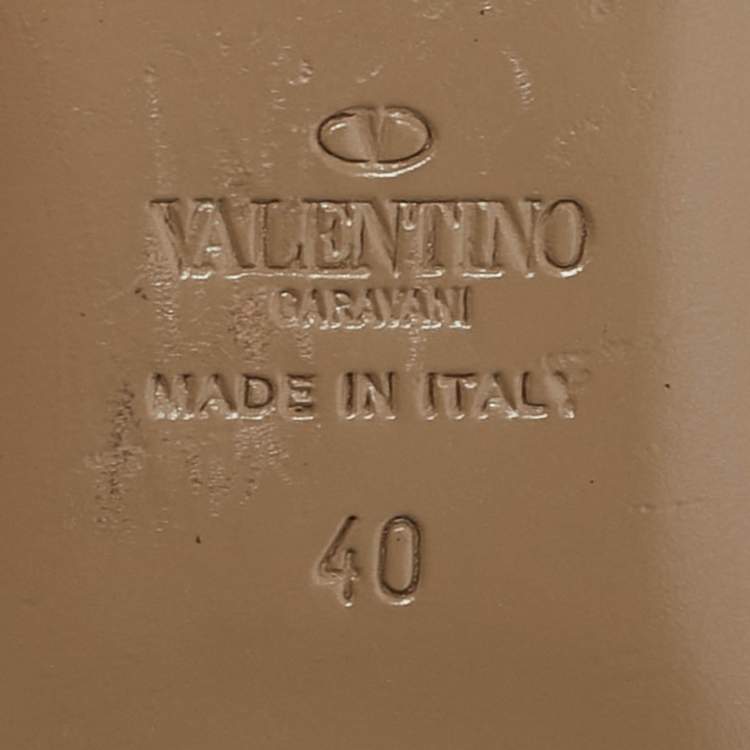 V
VALENTINO
GARAVANI
MADE IN ITALY
40